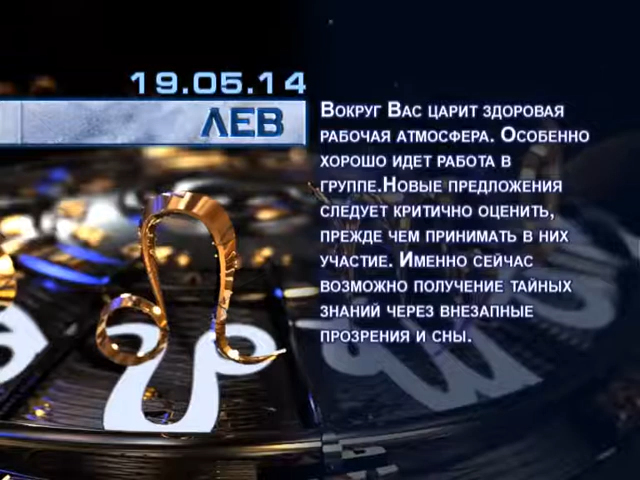 19.05.14
ЛЕВ
Вокруг Вас царит здоровая
рабочая атмосфера. Особенно
хорошо идет работа в
группе.Новые предложения
следует критично оценить,
прежде чем принимать в них
участие. Именно сейчас
возможно получение тайных
знаний через внезапные
прозрения и сны.